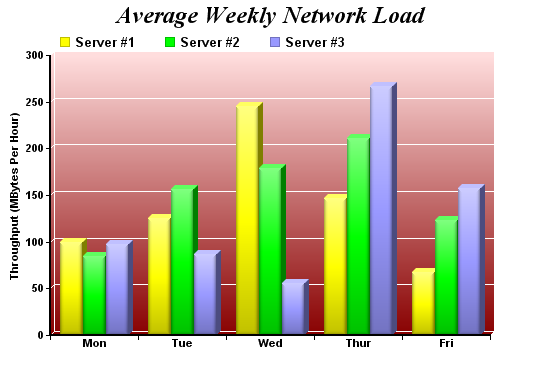 Average Weekly Network Load
Server #1 Server #2 Server #3
Throughput (MBytes Per Hour)
300
250
200
150
100
50
0
Mon Tue Wed Thur Fri